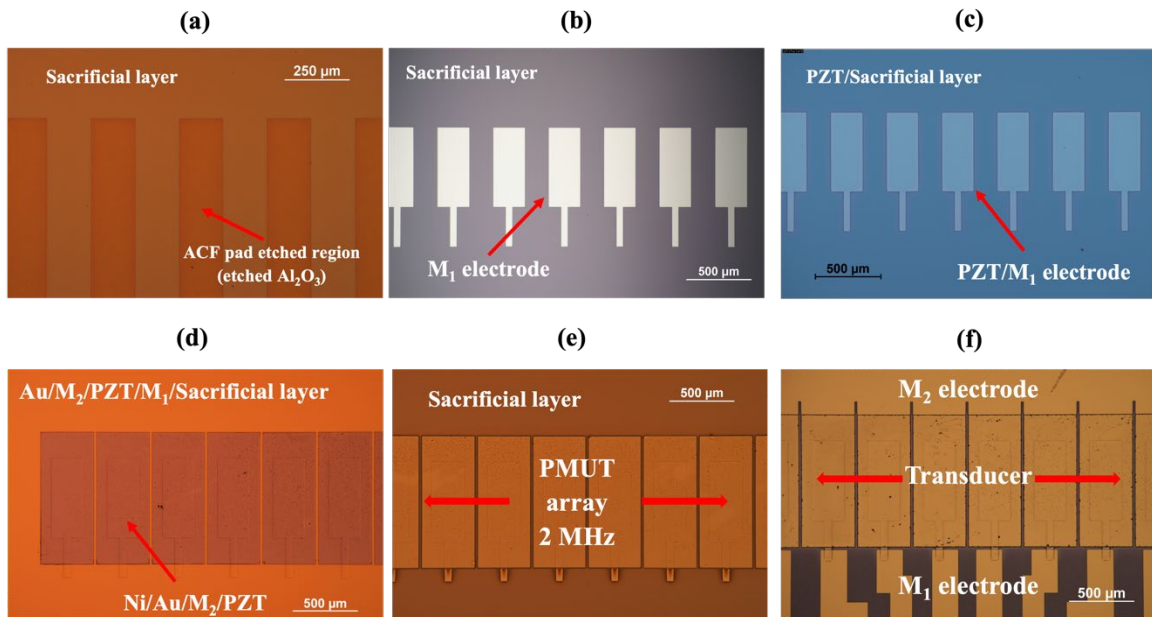 (a)
Sacrificial layer
250 µm
ACF pad etched region
(etched Al₂O₃)
(b)
Sacrificial layer
M₁ electrode
500 µm
(c)
PZT/Sacrificial layer
500 µm
PZT/M₁ electrode
(d)
Au/M₂/PZT/M₁/Sacrificial layer
Ni/Au/M₂/PZT
500 µm
(e)
500 µm
Sacrificial layer
PMUT
array
2 MHz
(f)
M₂ electrode
Transducer
M₁ electrode
500 µm